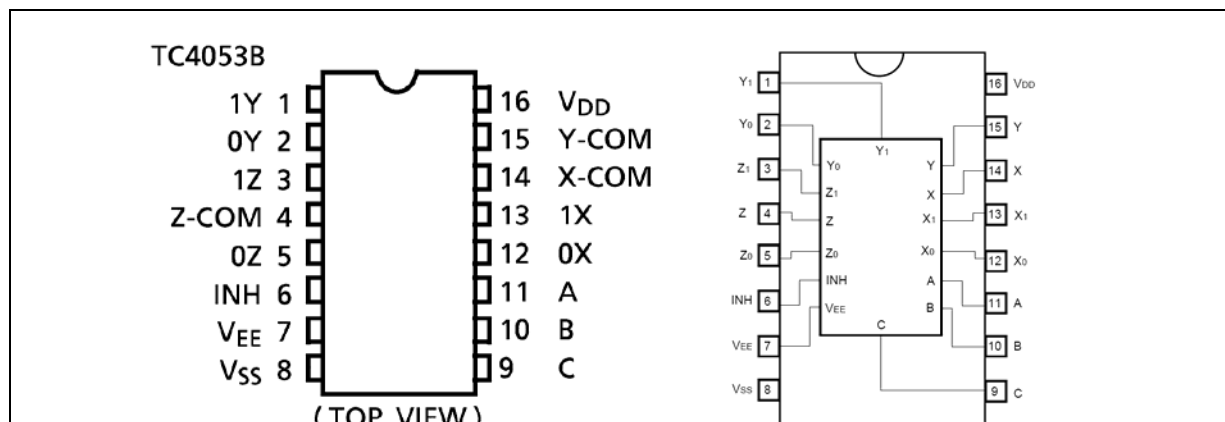 TC4053B
1Y 1
0Y 2
1Z 3
Z-COM 4
0Z 5
INH 6
VEE 7
VSS 8
16 VDD
15 Y-COM
14 X-COM
13 1X
12 0X
11 A
10 B
9 C
(TOP VIEW)
Y1 1
Y0 2
Z1 3
Z 4
Z0 5
INH 6
VEE 7
VSS 8
Y1
Y0
Z1
Z
Z0
INH
VEE
C
Y
X
X1
X0
A
B
16 VDD
15 Y
14 X
13 X1
12 X0
11 A
10 B
9 C